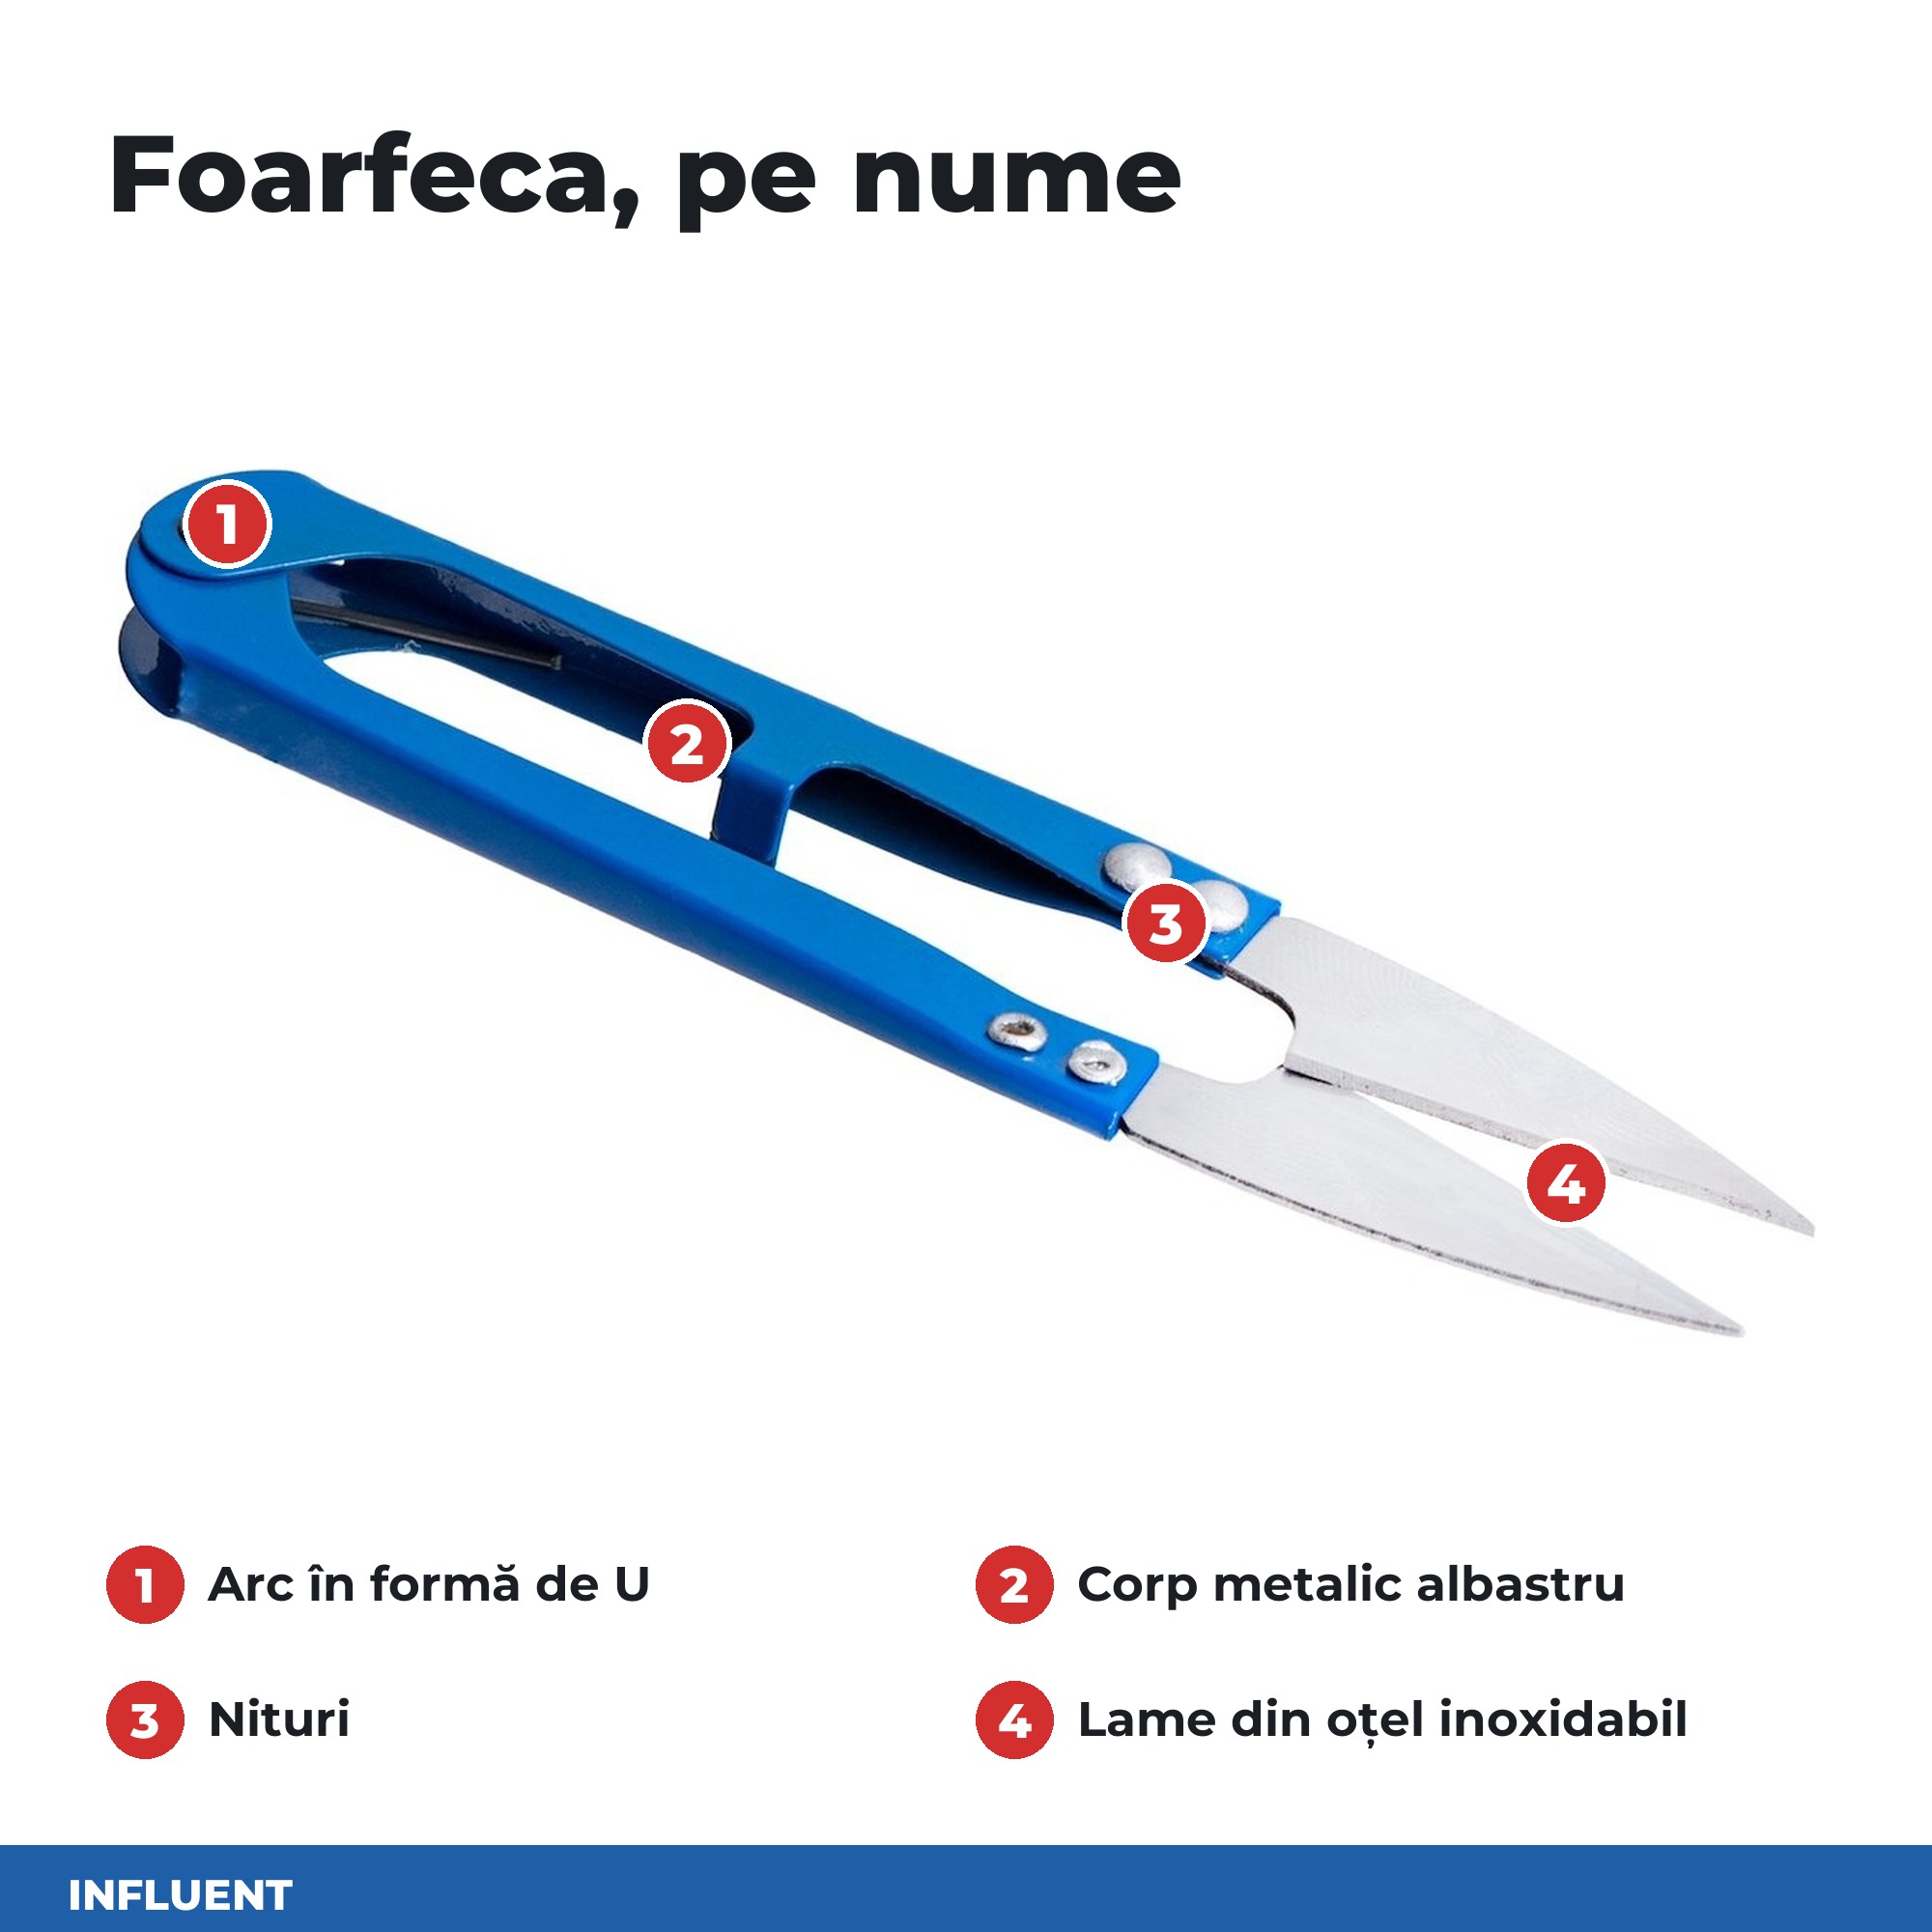 Foarfeca, pe nume
1
2
3
4
1 Arc în formă de U
2 Corp metalic albastru
3 Nituri
4 Lame din oțel inoxidabil
INFLUENT